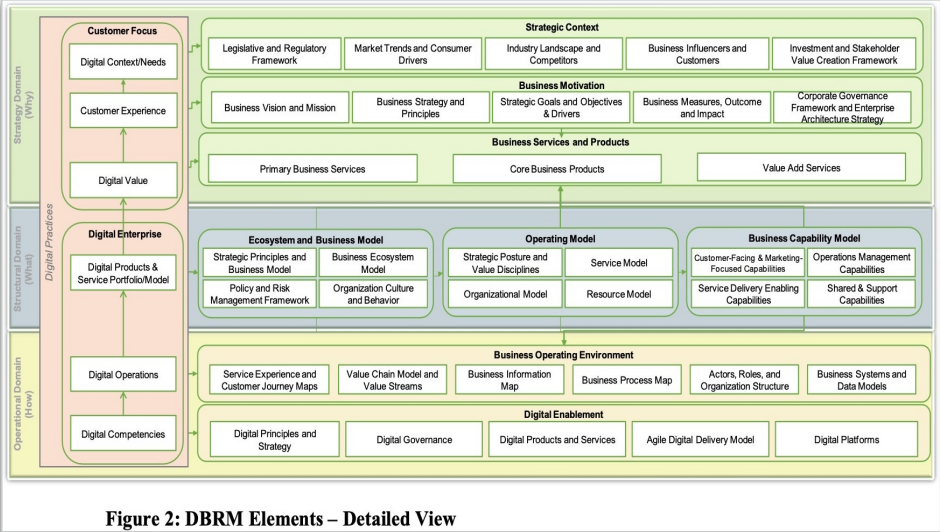 Strategy Domain
(Why)
Structural Domain
(What)
Operational Domain
(How)
Digital Practices
Customer Focus
Digital Context/Needs
Customer Experience
Digital Value
Digital Enterprise
Digital Products &
Service Portfolio/Model
Digital Operations
Digital Competencies
Strategic Context
Legislative and Regulatory
Framework
Market Trends and Consumer
Drivers
Industry Landscape and
Competitors
Business Influencers and
Customers
Investment and Stakeholder
Value Creation Framework
Business Motivation
Business Vision and Mission
Business Strategy and
Principles
Strategic Goals and Objectives
& Drivers
Business Measures, Outcome
and Impact
Corporate Governance
Framework and Enterprise
Architecture Strategy
Business Services and Products
Primary Business Services
Core Business Products
Value Add Services
Ecosystem and Business Model
Strategic Principles and
Business Model
Business Ecosystem
Model
Policy and Risk
Management Framework
Organization Culture
and Behavior
Operating Model
Strategic Posture and
Value Disciplines
Service Model
Organizational Model
Resource Model
Business Capability Model
Customer-Facing & Marketing-
Focused Capabilities
Operations Management
Capabilities
Service Delivery Enabling
Capabilities
Shared & Support
Capabilities
Business Operating Environment
Service Experience and
Customer Journey Maps
Value Chain Model and
Value Streams
Business Information
Map
Business Process Map
Actors, Roles, and
Organization Structure
Business Systems and
Data Models
Digital Enablement
Digital Principles and
Strategy
Digital Governance
Digital Products and Services
Agile Digital Delivery Model
Digital Platforms
Figure 2: DBRM Elements – Detailed View